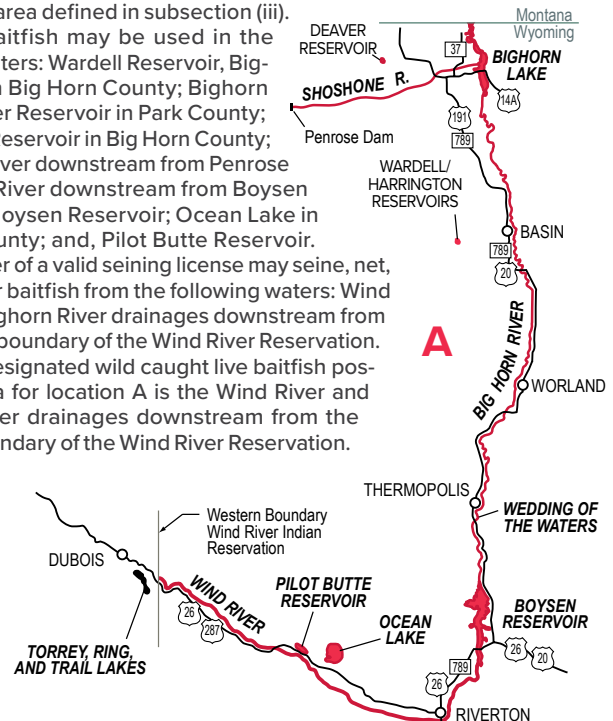 area defined in subsection (iii).
baitfish may be used in the
ters: Wardell Reservoir, Big-
Big Horn County; Bighorn
er Reservoir in Park County;
Reservoir in Big Horn County;
ver downstream from Penrose
River downstream from Boysen
Boysen Reservoir; Ocean Lake in
unty; and, Pilot Butte Reservoir.
er of a valid seining license may seine, net,
r baitfish from the following waters: Wind
ghorn River drainages downstream from
boundary of the Wind River Reservation.
esignated wild caught live baitfish pos-
a for location A is the Wind River and
er drainages downstream from the
ndary of the Wind River Reservation.
Montana
Wyoming
DEAVER
RESERVOIR
37
BIGHORN
LAKE
SHOSHONE R.
14A
Penrose Dam
191
789
WARDELL/
HARRINGTON
RESERVOIRS
BASIN
789
20
A
BIG HORN RIVER
WORLAND
THERMOPOLIS
WEDDING OF
THE WATERS
Western Boundary
Wind River Indian
Reservation
DUBOIS
WIND RIVER
PILOT BUTTE
RESERVOIR
BOYSEN
RESERVOIR
26
287
OCEAN
LAKE
TORREY, RING,
AND TRAIL LAKES
789
26
20
26
RIVERTON